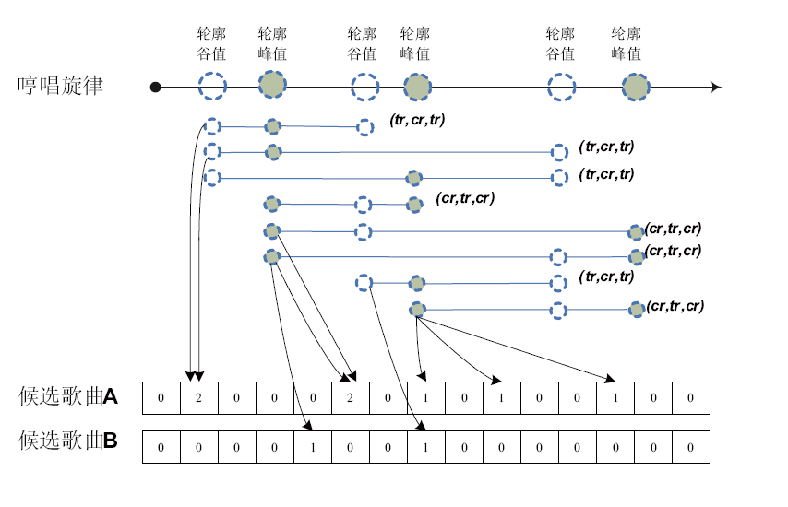 轮廓 轮廓 轮廓 轮廓 轮廓 轮廓
谷值 峰值 谷值 峰值 谷值 峰值
哼唱旋律
(tr,cr,tr)
(tr,cr,tr)
(tr,cr,tr)
(cr,tr,cr)
(cr,tr,cr)
(cr,tr,cr)
(tr,cr,tr)
(cr,tr,cr)
候选歌曲A 0 2 0 0 0 2 0 1 0 1 0 0 1 0 0
候选歌曲B 0 0 0 0 1 0 0 1 0 0 0 0 0 0 0